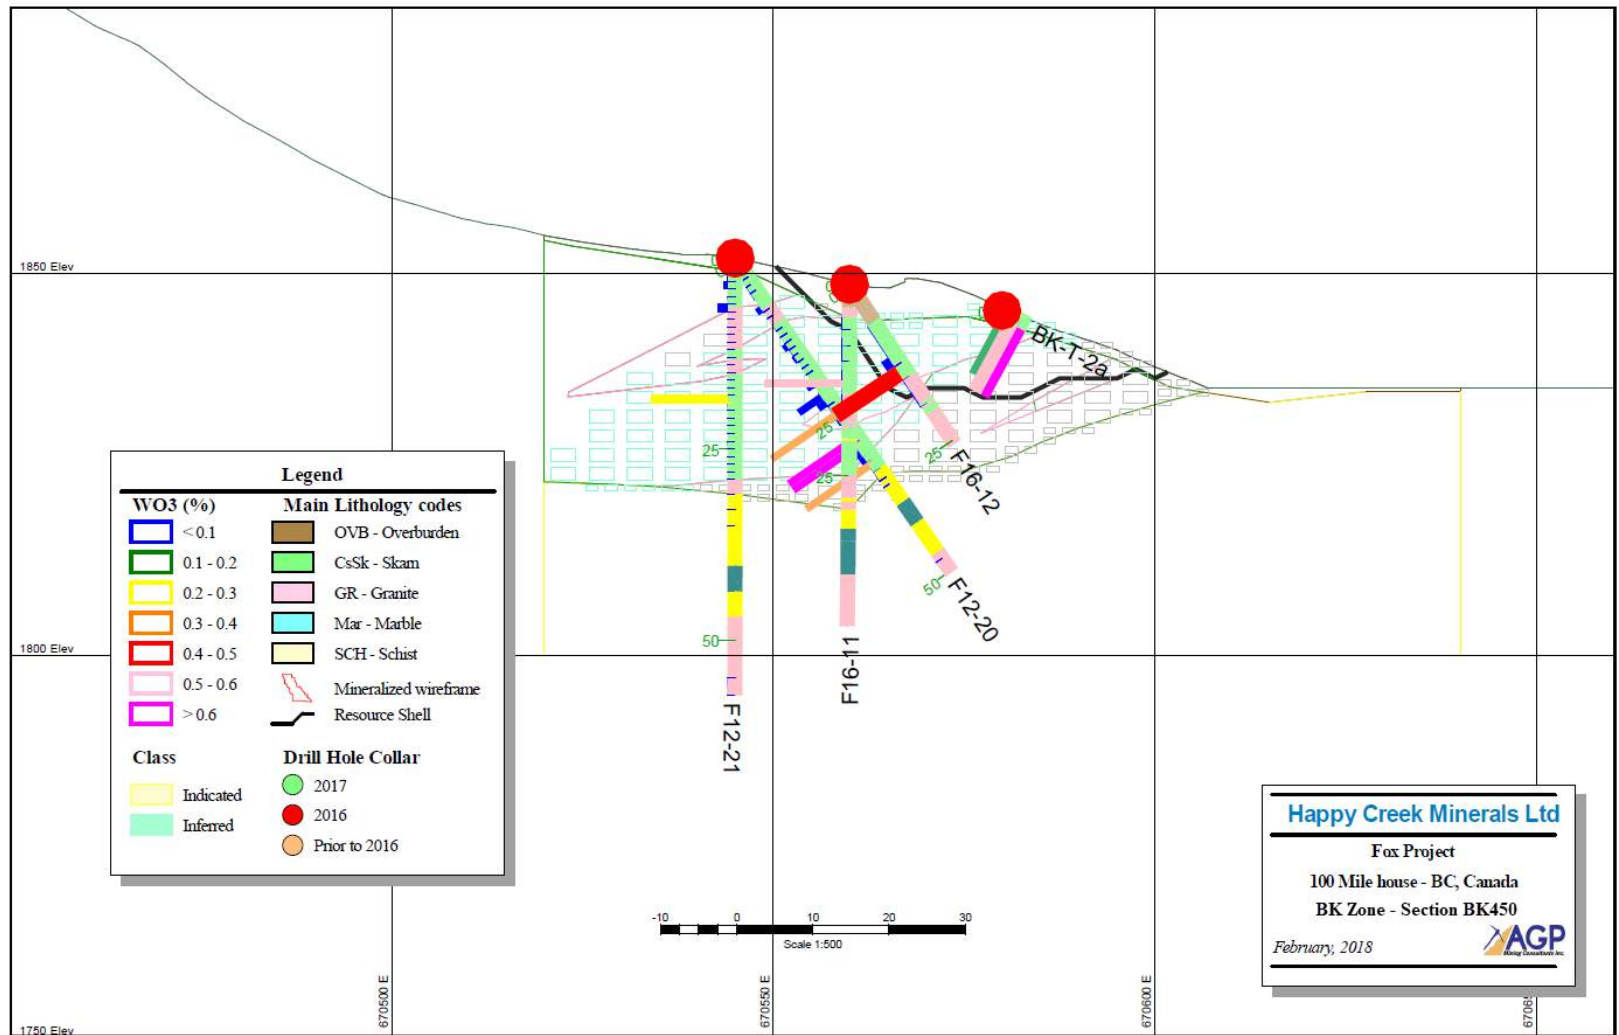 1850 Elev
BK-T-2a
25
25
25
25
F16-12
50
F12-20
50
F16-11
F12-21
1800 Elev
Legend
WO3 (%)
Main Lithology codes
< 0.1
OVB - Overburden
0.1 - 0.2
CsSk - Skarn
0.2 - 0.3
GR - Granite
0.3 - 0.4
Mar - Marble
0.4 - 0.5
SCH - Schist
0.5 - 0.6
Mineralized wireframe
> 0.6
Resource Shell
Class
Drill Hole Collar
2017
Indicated
2016
Inferred
Prior to 2016
-10 0 10 20 30
Scale 1:500
Happy Creek Minerals Ltd
Fox Project
100 Mile house - BC, Canada
BK Zone - Section BK450
February, 2018
AGP
Mining Consultants Inc.
670500 E
670550 E
670600 E
1750 Elev